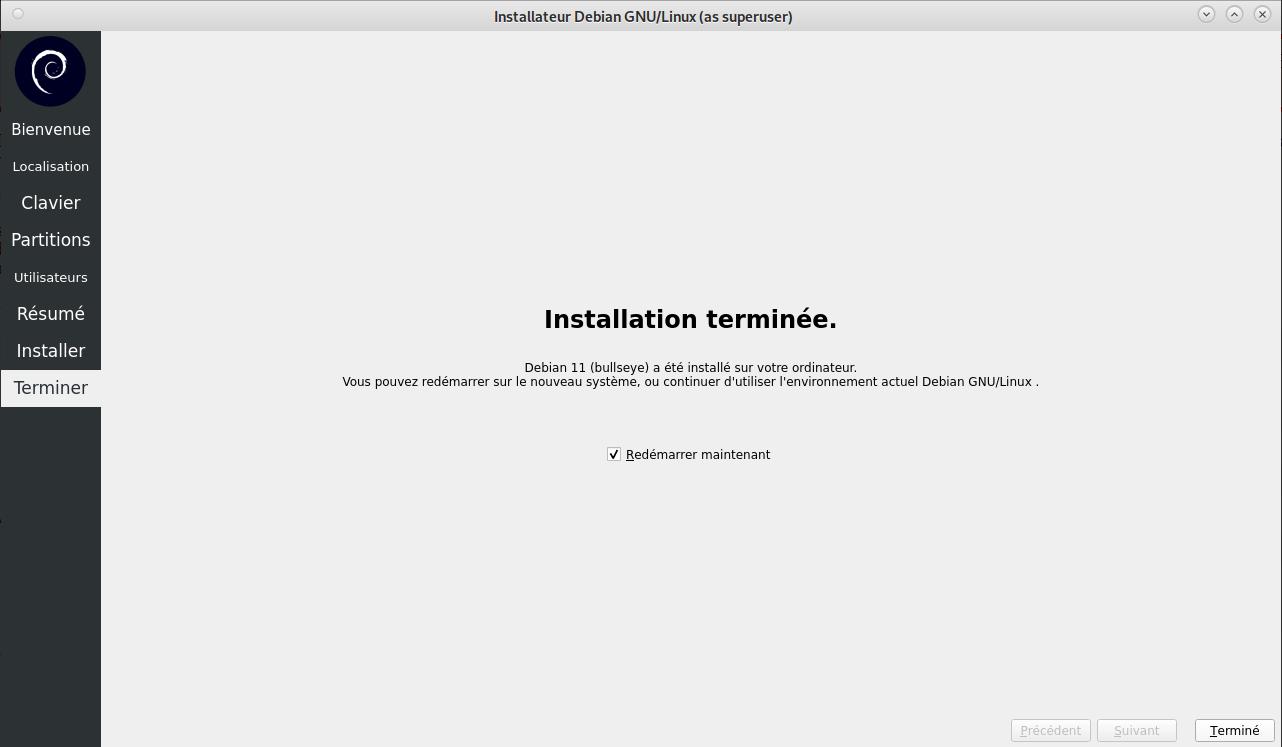 Installateur Debian GNU/Linux (as superuser)
Bienvenue
Localisation
Clavier
Partitions
Utilisateurs
Résumé
Installer
Terminer
Installation terminée.
Debian 11 (bullseye) a été installé sur votre ordinateur.
Vous pouvez redémarrer sur le nouveau système, ou continuer d'utiliser l'environnement actuel Debian GNU/Linux .
Redémarrer maintenant
Précédent
Suivant
Terminé